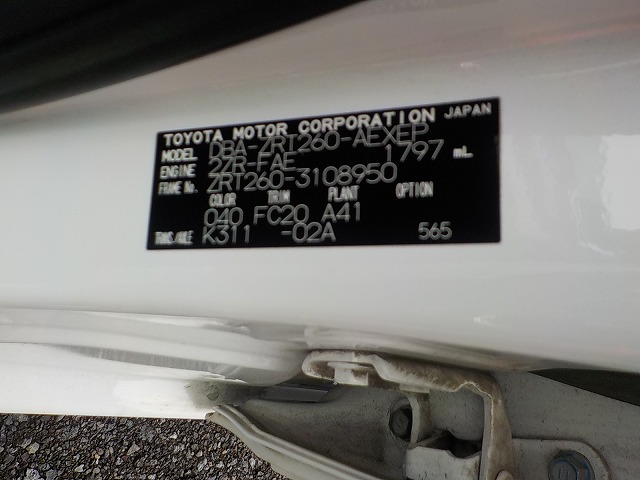 TOYOTA MOTOR CORPORATION JAPAN
MODEL DBA-ZRT260-AEXEP
ENGINE 2ZR-FAE 1797 mL
FRAME No. ZRT260-3108950
COLOR TRIM PLANT OPTION
040 FC20 A41
TRANS/AXLE K311 -02A 565